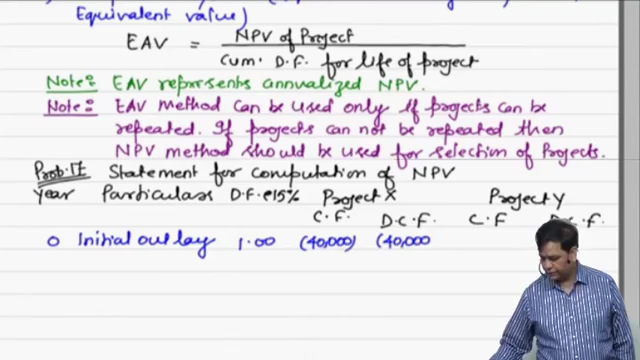 Equivalent value)
EAV = NPV of Project
Cum. D.F. for life of project
Note: EAV represents annualized NPV.
Note: EAV method can be used only if projects can be
repeated. If projects can not be repeated then
NPV method should be used for selection of Projects.
Statement for computation of NPV
year Particulars D.F.@15% Project X Project Y
C.F. D.C.F. C.F D.C.F.
0 Initial outlay 1.00 (40,000) (40,000